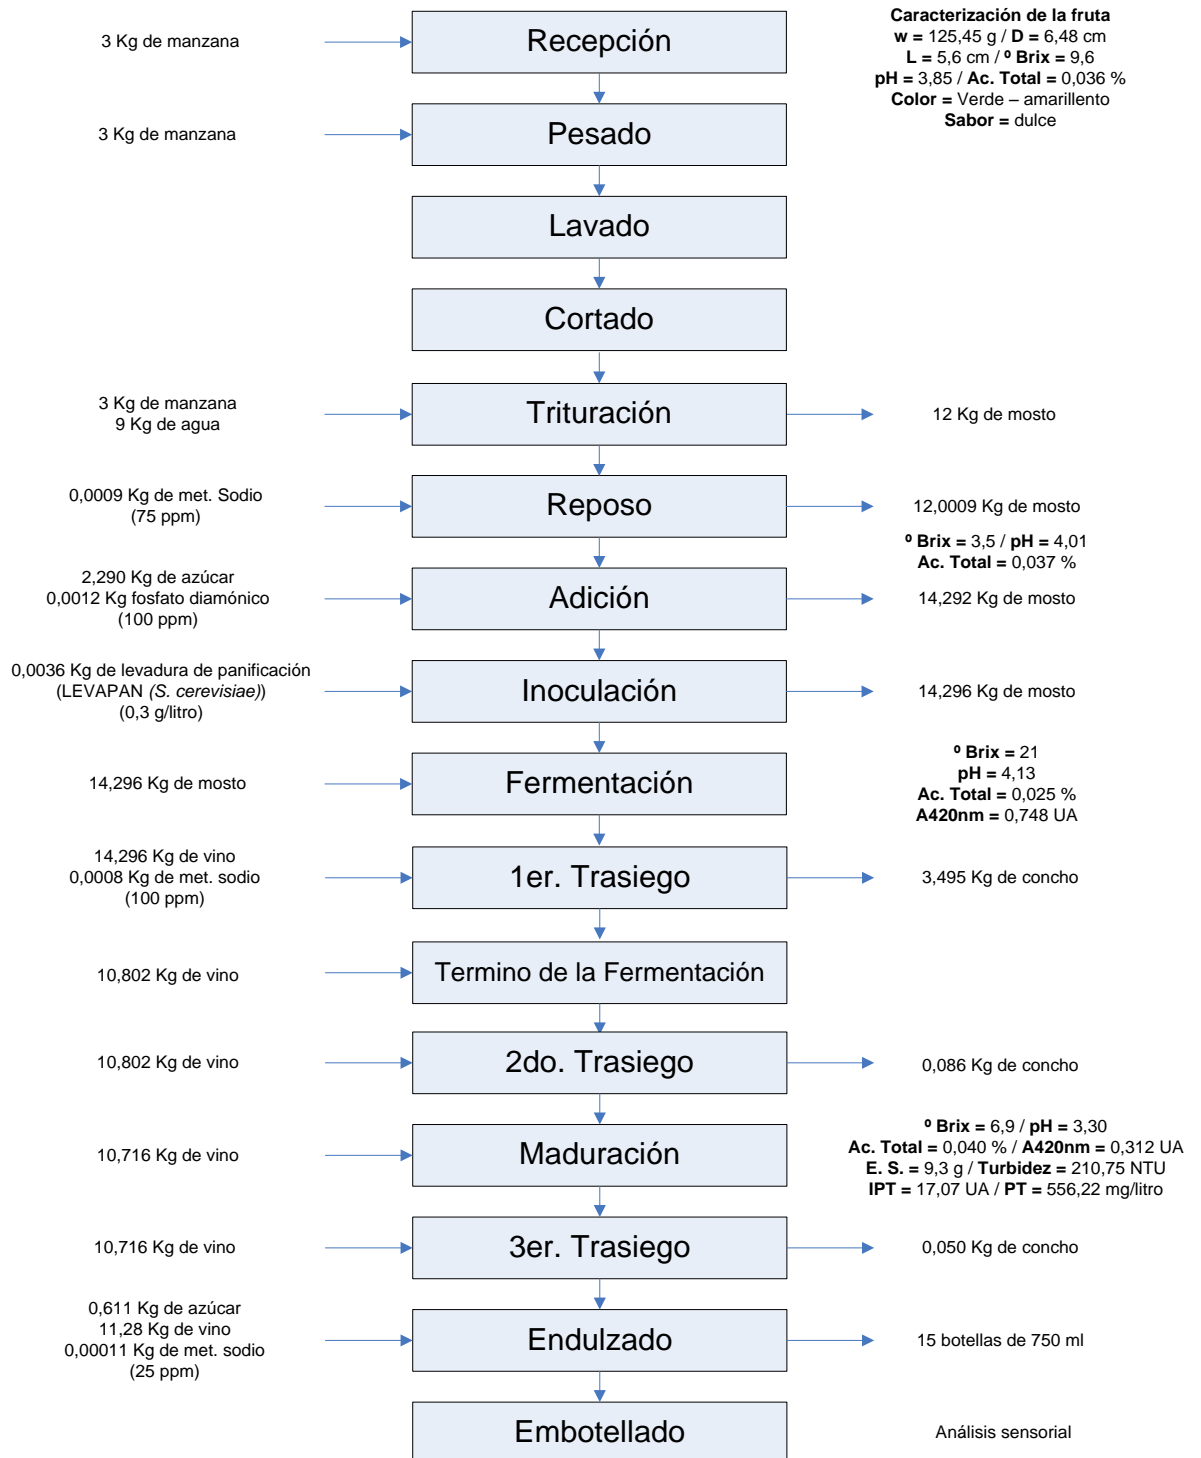 3 Kg de manzana
Recepción
Caracterización de la fruta
w = 125,45 g / D = 6,48 cm
L = 5,6 cm / º Brix = 9,6
pH = 3,85 / Ac. Total = 0,036 %
Color = Verde – amarillento
Sabor = dulce
3 Kg de manzana
Pesado
Lavado
Cortado
3 Kg de manzana
9 Kg de agua
Trituración
12 Kg de mosto
0,0009 Kg de met. Sodio
(75 ppm)
Reposo
12,0009 Kg de mosto
º Brix = 3,5 / pH = 4,01
Ac. Total = 0,037 %
2,290 Kg de azúcar
0,0012 Kg fosfato diamónico
(100 ppm)
Adición
14,292 Kg de mosto
0,0036 Kg de levadura de panificación
(LEVAPAN (S. cerevisiae))
(0,3 g/litro)
Inoculación
14,296 Kg de mosto
14,296 Kg de mosto
Fermentación
º Brix = 21
pH = 4,13
Ac. Total = 0,025 %
A420nm = 0,748 UA
14,296 Kg de vino
0,0008 Kg de met. sodio
(100 ppm)
1er. Trasiego
3,495 Kg de concho
10,802 Kg de vino
Termino de la Fermentación
10,802 Kg de vino
2do. Trasiego
0,086 Kg de concho
10,716 Kg de vino
Maduración
º Brix = 6,9 / pH = 3,30
Ac. Total = 0,040 % / A420nm = 0,312 UA
E. S. = 9,3 g / Turbidez = 210,75 NTU
IPT = 17,07 UA / PT = 556,22 mg/litro
10,716 Kg de vino
3er. Trasiego
0,050 Kg de concho
0,611 Kg de azúcar
11,28 Kg de vino
0,00011 Kg de met. sodio
(25 ppm)
Endulzado
15 botellas de 750 ml
Embotellado
Análisis sensorial